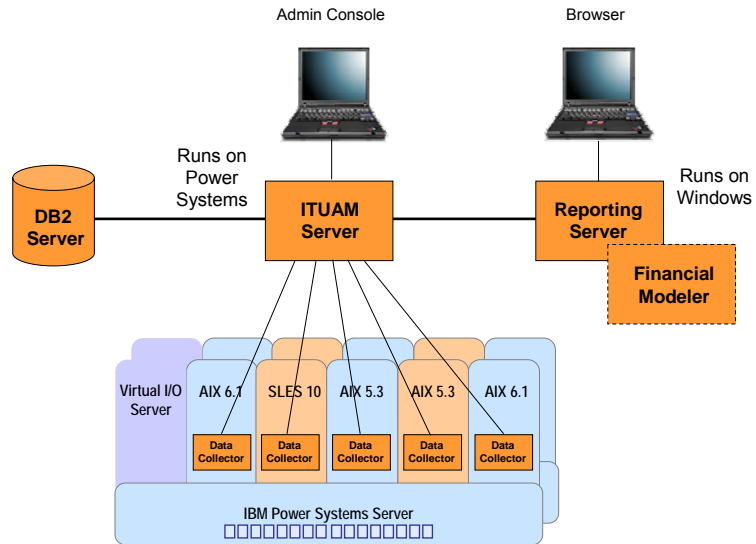 Admin Console
Browser
Runs on
Power
Systems
Runs on
Windows
DB2
Server
ITUAM
Server
Reporting
Server
Financial
Modeler
Virtual I/O
Server
AIX 6.1
SLES 10
AIX 5.3
AIX 5.3
AIX 6.1
Data
Collector
Data
Collector
Data
Collector
Data
Collector
Data
Collector
IBM Power Systems Server